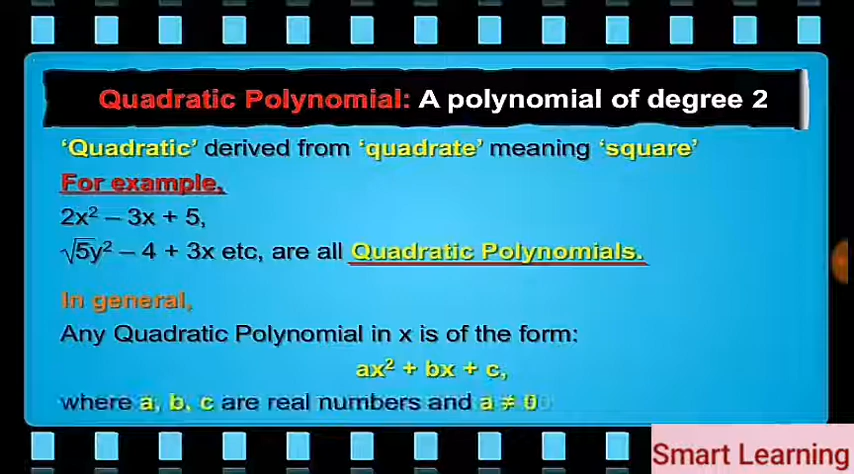 Quadratic Polynomial: A polynomial of degree 2
‘Quadratic’ derived from ‘quadrate’ meaning ‘square’
For example,
2x² – 3x + 5,
√5y² – 4 + 3x etc, are all Quadratic Polynomials.
In general,
Any Quadratic Polynomial in x is of the form:
ax² + bx + c,
where a, b, c are real numbers and a ≠ 0
Smart Learning